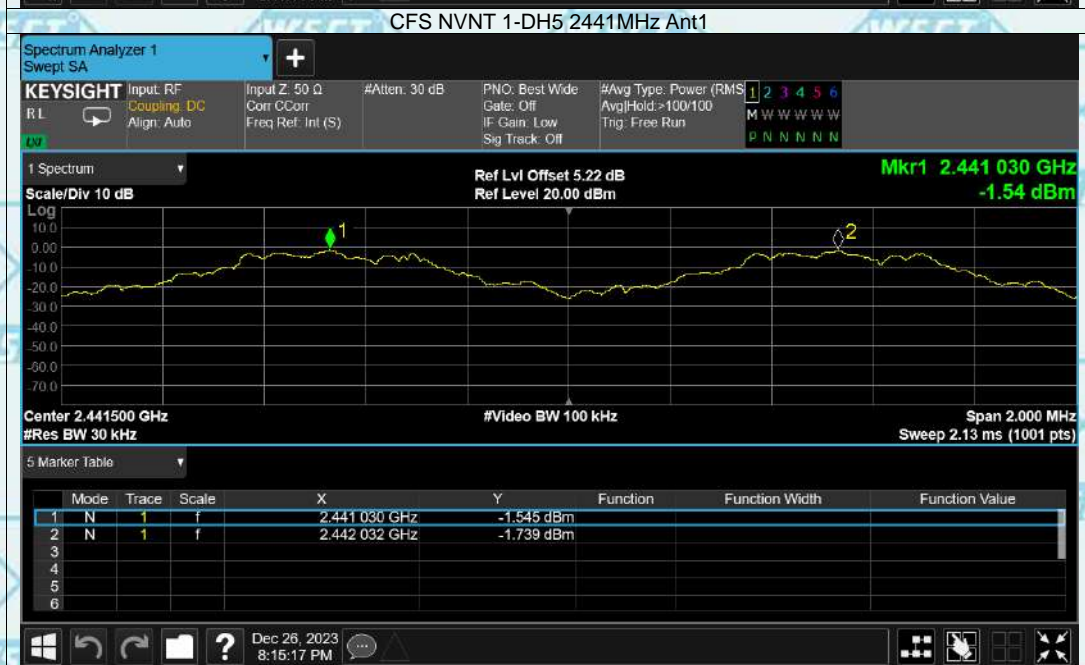 CFS NVNT 1-DH5 2441MHz Ant1
Spectrum Analyzer 1
Swept SA
+
KEYSIGHT
RL
LXI
Input: RF
Coupling: DC
Align: Auto
Input Z: 50 Ω
Corr CCorr
Freq Ref: Int (S)
#Atten: 30 dB
PNO: Best Wide
Gate: Off
IF Gain: Low
Sig Track: Off
#Avg Type: Power (RMS
Avg|Hold:>100/100
Trig: Free Run
1 2 3 4 5 6
M W W W W W
P N N N N N
1 Spectrum
Scale/Div 10 dB
Ref Lvl Offset 5.22 dB
Ref Level 20.00 dBm
Mkr1 2.441 030 GHz
-1.54 dBm
Log
10.0
0.00
-10.0
-20.0
-30.0
-40.0
-50.0
-60.0
-70.0
1
2
Center 2.441500 GHz
#Res BW 30 kHz
#Video BW 100 kHz
Span 2.000 MHz
Sweep 2.13 ms (1001 pts)
5 Marker Table
Mode Trace Scale X Y Function Function Width Function Value
1 N 1 f 2.441 030 GHz -1.545 dBm
2 N 1 f 2.442 032 GHz -1.739 dBm
3
4
5
6
?
Dec 26, 2023
8:15:17 PM